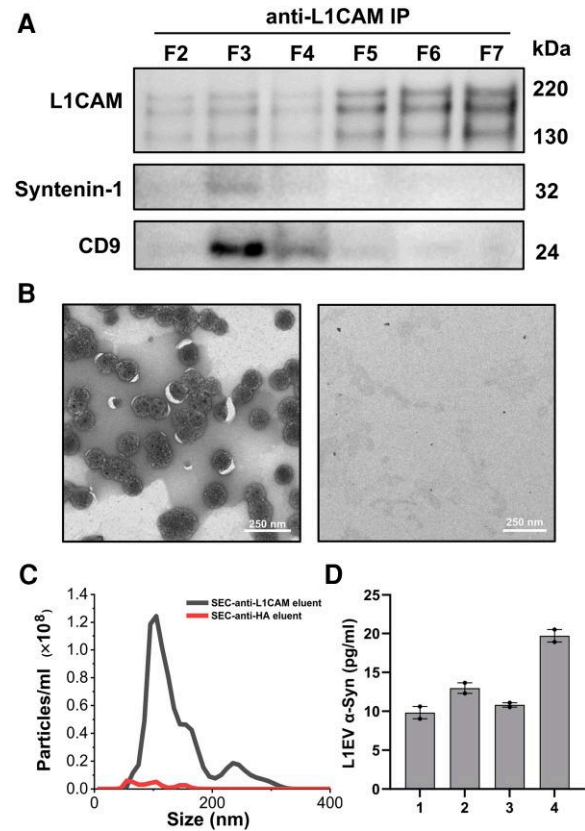 A
anti-L1CAM IP
F2 F3 F4 F5 F6 F7 kDa
L1CAM 220
130
Syntenin-1 32
CD9 24
B
250 nm 250 nm
C
1.4
1.2
1.0
0.8
0.6
0.4
0.2
0.0
Particles/ml (×10⁸)
SEC-anti-L1CAM eluent
SEC-anti-HA eluent
0 200 400
Size (nm)
D
25
20
15
10
5
0
L1EV α-Syn (pg/ml)
1 2 3 4